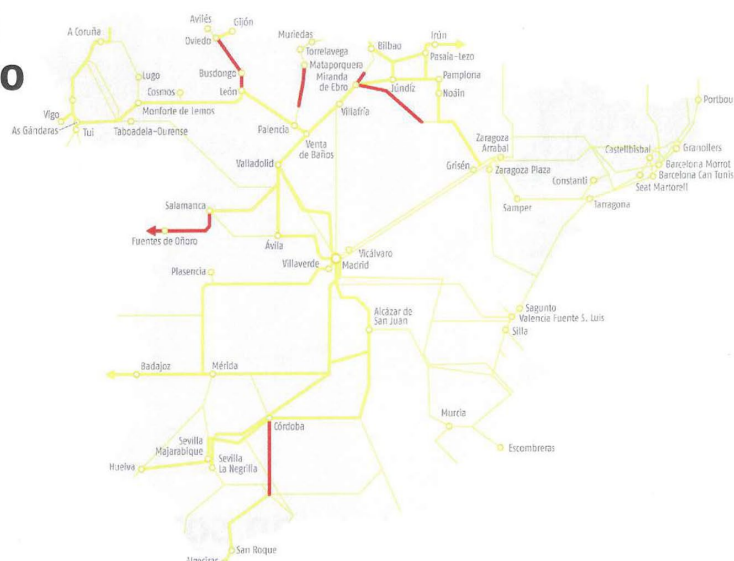 0
A Coruña
Avilés
Gijón
Oviedo
Muriedas
Torrelavega
Mataporquera
Bilbao
Irún
Pasaia-Lezo
Lugo
Cosmos
Busdongo
León
Miranda
de Ebro
Júndiz
Pamplona
Noáin
Portbou
Vigo
As Gándaras
Tui
Monforte de Lemos
Taboadela-Ourense
Palencia
Villafría
Venta
de Baños
Valladolid
Zaragoza
Arrabal
Grisén
Zaragoza Plaza
Castellbisbal
Granollers
Barcelona Morrot
Barcelona Can Tunis
Seat Martorell
Constantí
Samper
Tarragona
Salamanca
Fuentes de Oñoro
Ávila
Vicálvaro
Villaverde
Madrid
Plasencia
Alcázar de
San Juan
Sagunto
Valencia Fuente S. Luis
Silla
Badajoz
Mérida
Murcia
Escombreras
Córdoba
Sevilla
Majarabique
Sevilla
La Negrilla
Huelva
San Roque